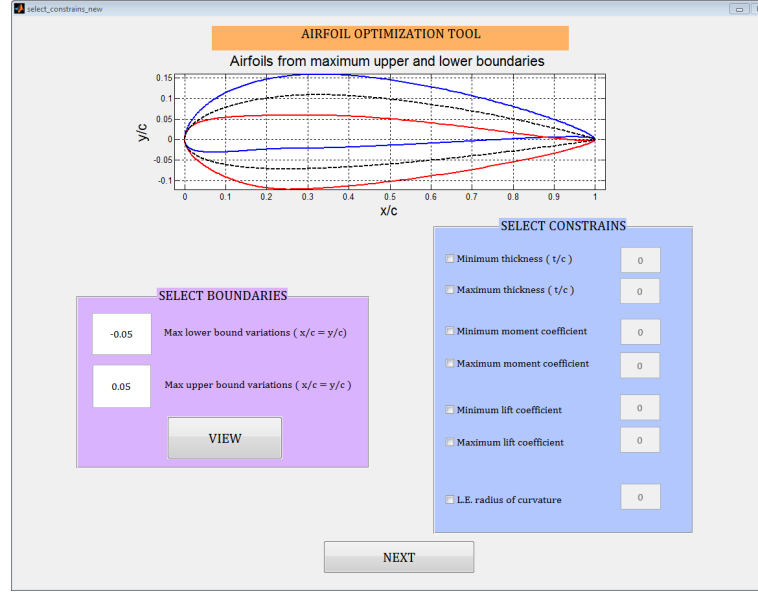 select_constrains_new
AIRFOIL OPTIMIZATION TOOL
Airfoils from maximum upper and lower boundaries
0.15
0.1
0.05
0
-0.05
-0.1
y/c
0 0.1 0.2 0.3 0.4 0.5 0.6 0.7 0.8 0.9 1
x/c
SELECT CONSTRAINS
Minimum thickness ( t/c ) 0
Maximum thickness ( t/c ) 0
Minimum moment coefficient 0
Maximum moment coefficient 0
Minimum lift coefficient 0
Maximum lift coefficient 0
L.E. radius of curvature 0
SELECT BOUNDARIES
-0.05 Max lower bound variations ( x/c = y/c)
0.05 Max upper bound variations ( x/c = y/c )
VIEW
NEXT